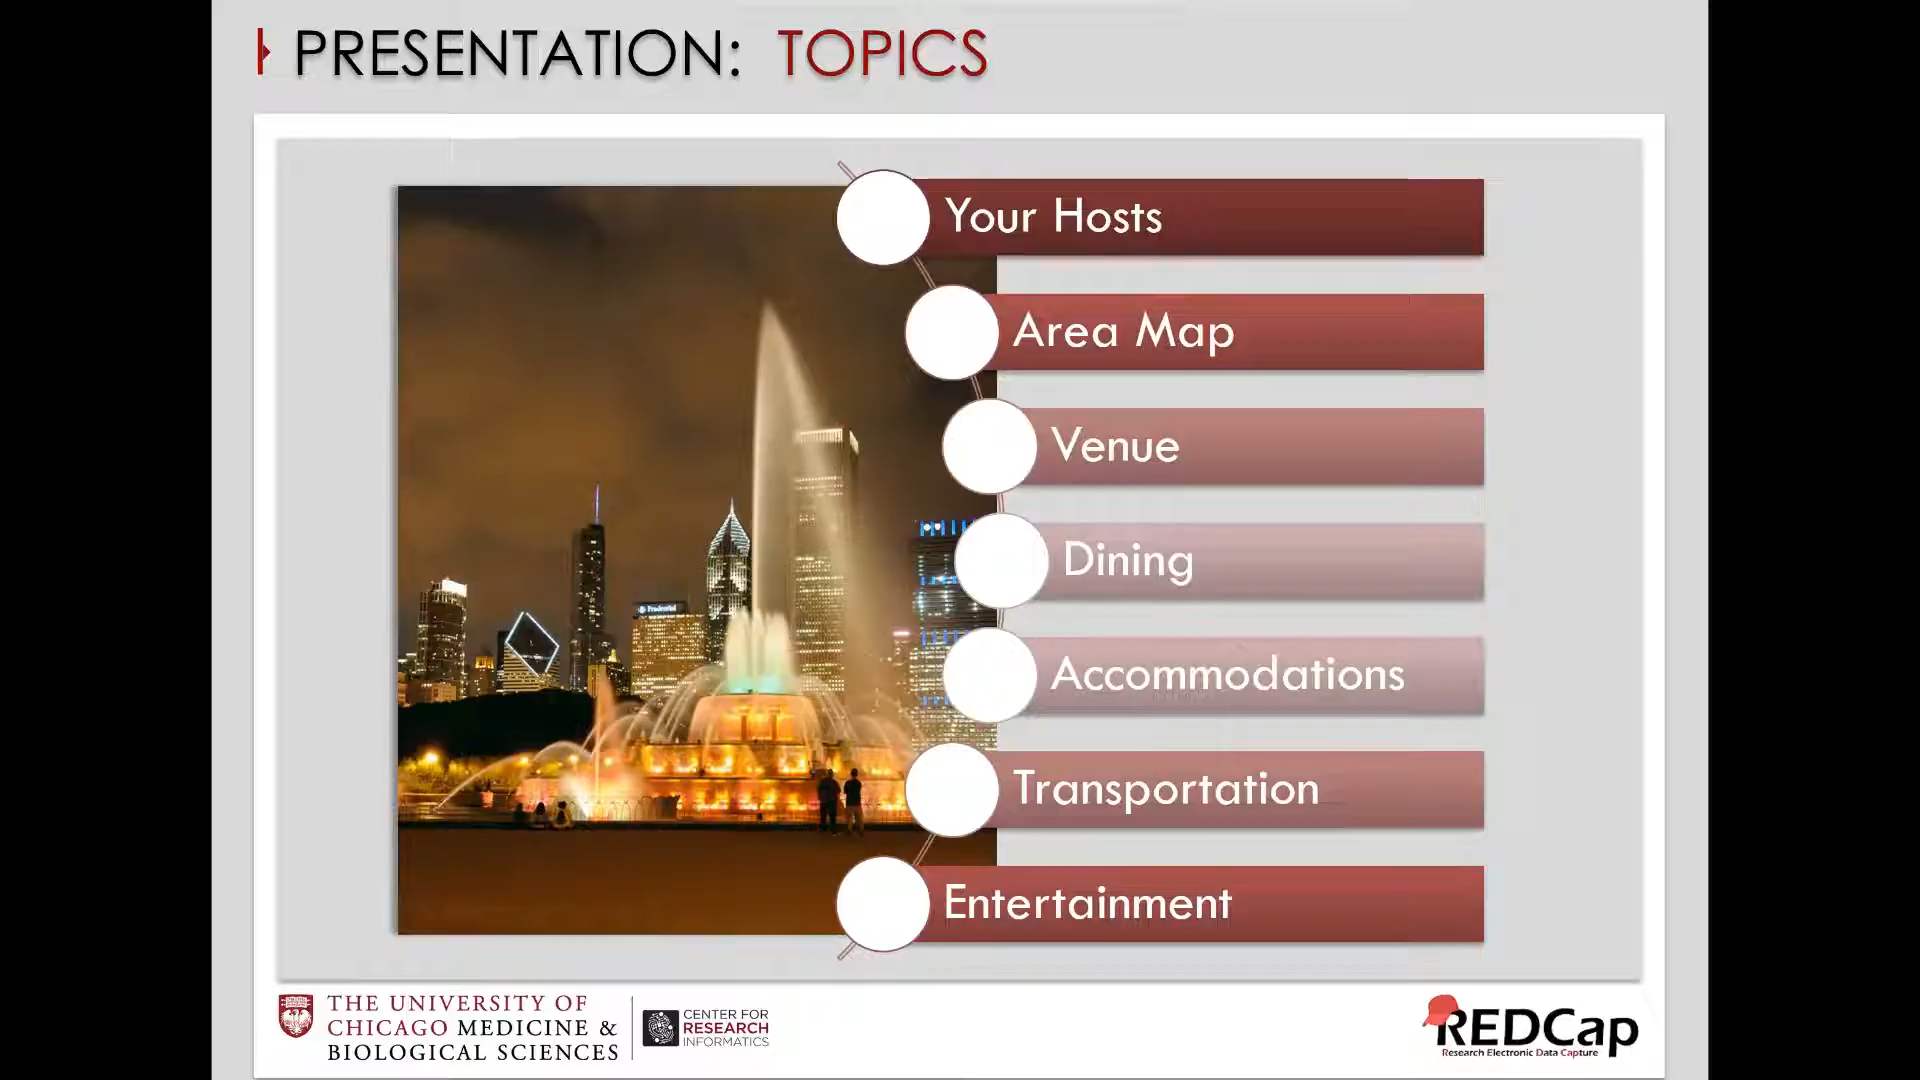 PRESENTATION: TOPICS
Your Hosts
Area Map
Venue
Dining
Accommodations
Transportation
Entertainment
Prudential
THE UNIVERSITY OF
CHICAGO MEDICINE &
BIOLOGICAL SCIENCES
CENTER FOR
RESEARCH
INFORMATICS
REDCap
Research Electronic Data Capture